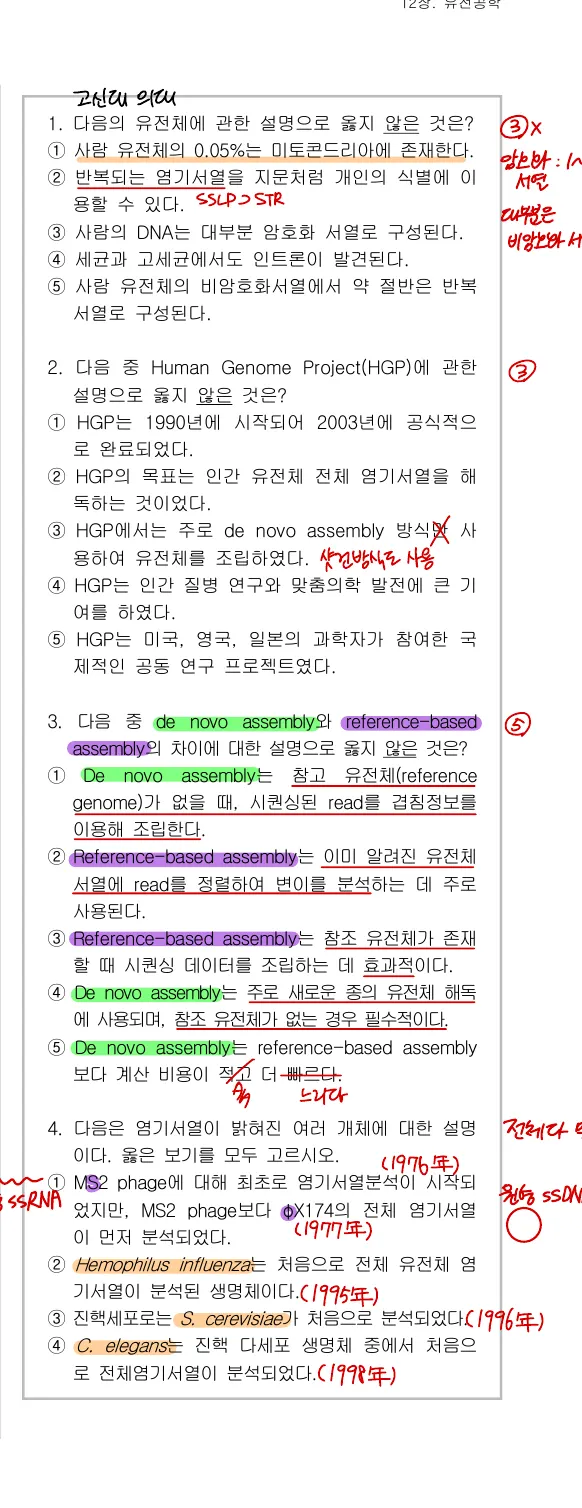 12장. 유전공학
고신대 의대
1. 다음의 유전체에 관한 설명으로 옳지 않은 것은?
③ X
① 사람 유전체의 0.05%는 미토콘드리아에 존재한다.
암호화 : 1~
서열
② 반복되는 염기서열을 지문처럼 개인의 식별에 이
용할 수 있다. SSLP⊃STR
대부분은
비암호화 서
③ 사람의 DNA는 대부분 암호화 서열로 구성된다.
④ 세균과 고세균에서도 인트론이 발견된다.
⑤ 사람 유전체의 비암호화서열에서 약 절반은 반복
서열로 구성된다.
2. 다음 중 Human Genome Project(HGP)에 관한
설명으로 옳지 않은 것은?
③
① HGP는 1990년에 시작되어 2003년에 공식적으
로 완료되었다.
② HGP의 목표는 인간 유전체 전체 염기서열을 해
독하는 것이었다.
③ HGP에서는 주로 de novo assembly 방식만 사
용하여 유전체를 조립하였다. 샷건방식도 사용
④ HGP는 인간 질병 연구와 맞춤의학 발전에 큰 기
여를 하였다.
⑤ HGP는 미국, 영국, 일본의 과학자가 참여한 국
제적인 공동 연구 프로젝트였다.
3. 다음 중 de novo assembly와 reference-based
assembly의 차이에 대한 설명으로 옳지 않은 것은?
⑤
① De novo assembly는 참고 유전체(reference
genome)가 없을 때, 시퀀싱된 read를 겹침정보를
이용해 조립한다.
② Reference-based assembly는 이미 알려진 유전체
서열에 read를 정렬하여 변이를 분석하는 데 주로
사용된다.
③ Reference-based assembly는 참조 유전체가 존재
할 때 시퀀싱 데이터를 조립하는 데 효과적이다.
④ De novo assembly는 주로 새로운 종의 유전체 해독
에 사용되며, 참조 유전체가 없는 경우 필수적이다.
⑤ De novo assembly는 reference-based assembly
보다 계산 비용이 적고 더 빠르다.
느리다
4. 다음은 염기서열이 밝혀진 여러 개체에 대한 설명
이다. 옳은 보기를 모두 고르시오.
전체다
(1976年)
① MS2 phage에 대해 최초로 염기서열분석이 시작되
ssRNA
었지만, MS2 phage보다 φX174의 전체 염기서열
원형 ssDN
이 먼저 분석되었다.
(1977年)
② Hemophilus influenza는 처음으로 전체 유전체 염
기서열이 분석된 생명체이다.(1995年)
③ 진핵세포로는 S. cerevisiae가 처음으로 분석되었다.(1996年)
④ C. elegans는 진핵 다세포 생명체 중에서 처음으
로 전체염기서열이 분석되었다.(1998年)